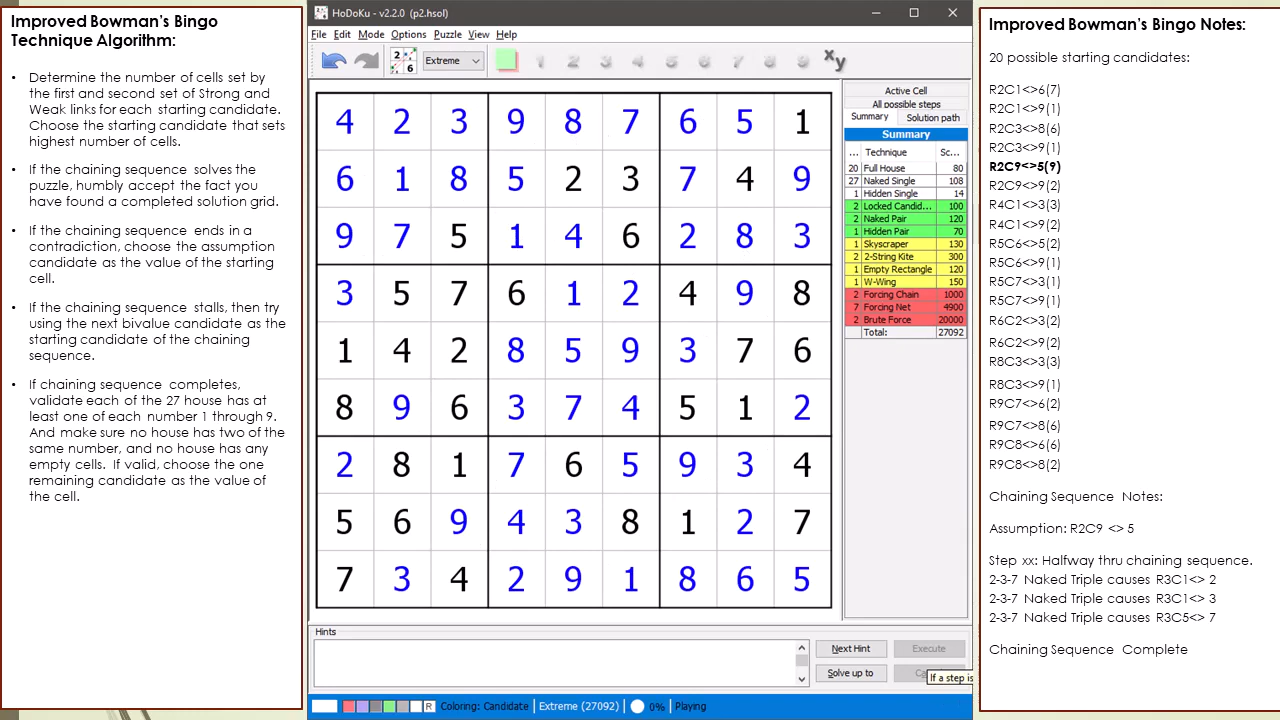 Improved Bowman's Bingo
Technique Algorithm:
• Determine the number of cells set by
the first and second set of Strong and
Weak links for each starting candidate.
Choose the starting candidate that sets
highest number of cells.
• If the chaining sequence solves the
puzzle, humbly accept the fact you
have found a completed solution grid.
• If the chaining sequence ends in a
contradiction, choose the assumption
candidate as the value of the starting
cell.
• If the chaining sequence stalls, then try
using the next bivalue candidate as the
starting candidate of the chaining
sequence.
• If chaining sequence completes,
validate each of the 27 house has at
least one of each number 1 through 9.
And make sure no house has two of the
same number, and no house has any
empty cells. If valid, choose the one
remaining candidate as the value of
the cell.
HoDoKu - v2.2.0 (p2.hsol)
File Edit Mode Options Puzzle View Help
2 6 Extreme 1 2 3 4 5 6 7 8 9 xy
4 2 3 9 8 7 6 5 1
6 1 8 5 2 3 7 4 9
9 7 5 1 4 6 2 8 3
3 5 7 6 1 2 4 9 8
1 4 2 8 5 9 3 7 6
8 9 6 3 7 4 5 1 2
2 8 1 7 6 5 9 3 4
5 6 9 4 3 8 1 2 7
7 3 4 2 9 1 8 6 5
Active Cell
All possible steps
Summary Solution path
Summary
... Technique Sc...
20 Full House 80
27 Naked Single 108
1 Hidden Single 14
2 Locked Candid... 100
2 Naked Pair 120
1 Hidden Pair 70
1 Skyscraper 130
2 2-String Kite 300
1 Empty Rectangle 120
1 W-Wing 150
2 Forcing Chain 1000
7 Forcing Net 4900
2 Brute Force 20000
Total: 27092
Hints
Next Hint Execute
Solve up to
If a step is
R Coloring: Candidate Extreme (27092) 0% Playing
Improved Bowman's Bingo Notes:
20 possible starting candidates:
R2C1<>6(7)
R2C1<>9(1)
R2C3<>8(6)
R2C3<>9(1)
R2C9<>5(9)
R2C9<>9(2)
R4C1<>3(3)
R4C1<>9(2)
R5C6<>5(2)
R5C6<>9(1)
R5C7<>3(1)
R5C7<>9(1)
R6C2<>3(2)
R6C2<>9(2)
R8C3<>3(3)
R8C3<>9(1)
R9C7<>6(2)
R9C7<>8(6)
R9C8<>6(6)
R9C8<>8(2)
Chaining Sequence Notes:
Assumption: R2C9 <> 5
Step xx: Halfway thru chaining sequence.
2-3-7 Naked Triple causes R3C1<> 2
2-3-7 Naked Triple causes R3C1<> 3
2-3-7 Naked Triple causes R3C5<> 7
Chaining Sequence Complete